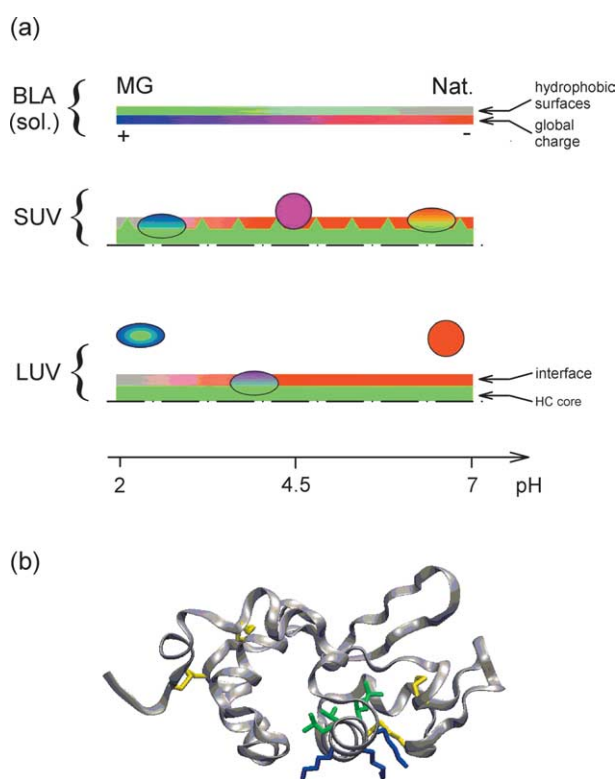 (a)
MG
Nat.
BLA
(sol.)
hydrophobic
surfaces
global
charge
+
-
SUV
LUV
interface
HC core
2
4.5
7
pH
(b)